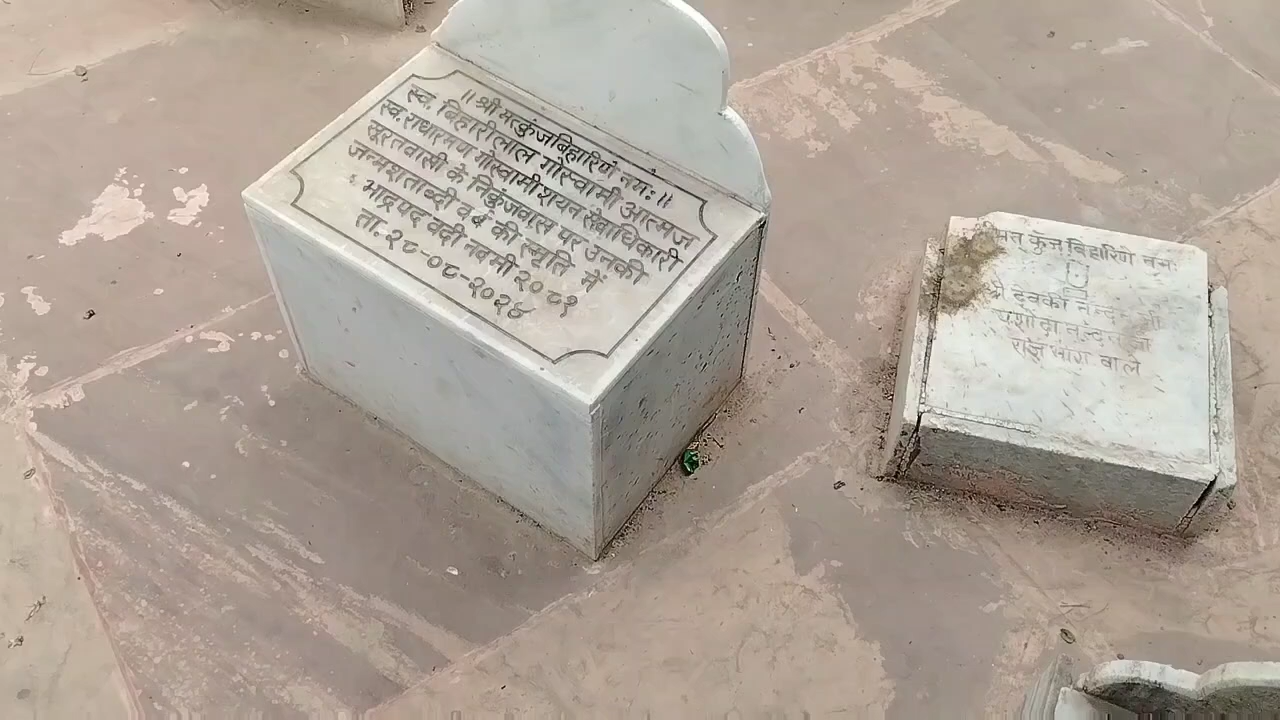 ॥ श्री मत्कुंजबिहारिणे नमः ॥
स्व. बिहारीलाल गोस्वामी आत्मज
स्व. राधारमण गोस्वामी शयन सेवाधिकारी
सूरतवासी के निकुंजवास पर उनकी
जन्मशताब्दी वर्ष की स्मृति में
भाद्रपद वदी नवमी २०८१
ता. २८-०८-२०२४
श्रीमत कुंज बिहारिणे नमः
श्री देवकी नन्दन जी
यशोदा नन्दन जी
राज भोग वाले